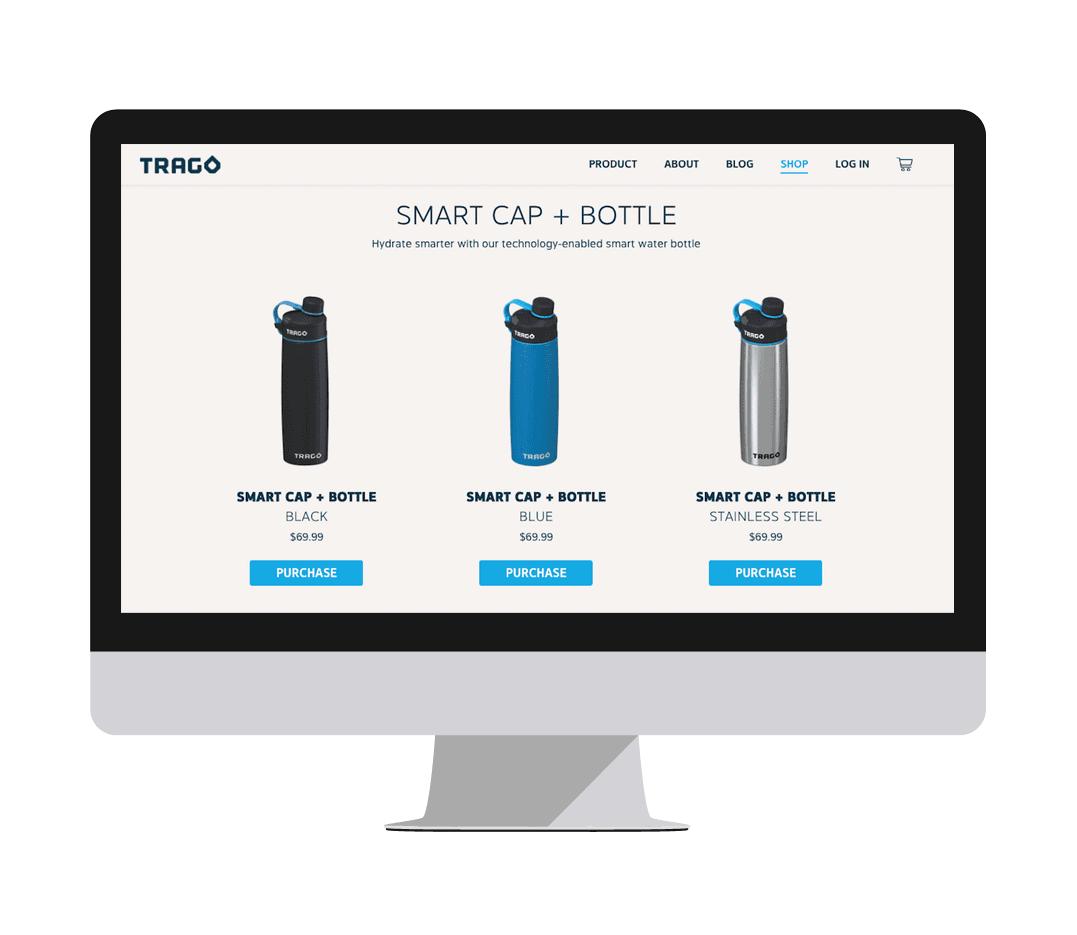 TRAGO
PRODUCT ABOUT BLOG SHOP LOG IN
SMART CAP + BOTTLE
Hydrate smarter with our technology-enabled smart water bottle
TRAGO TRAGO TRAGO
TRAGO TRAGO TRAGO
SMART CAP + BOTTLE SMART CAP + BOTTLE SMART CAP + BOTTLE
BLACK BLUE STAINLESS STEEL
$69.99 $69.99 $69.99
PURCHASE PURCHASE PURCHASE